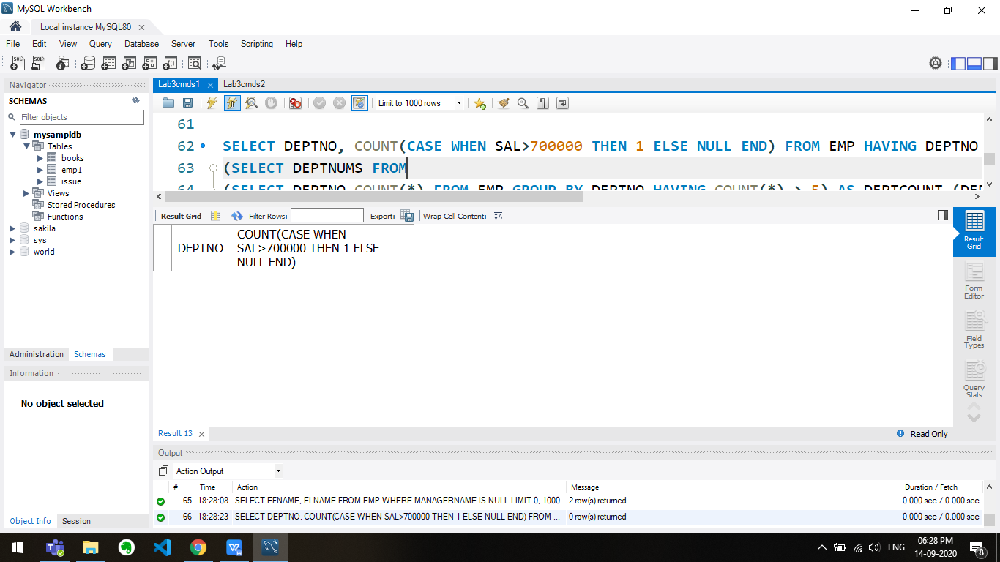 MySQL Workbench
Local instance MySQL80
File Edit View Query Database Server Tools Scripting Help
Navigator
SCHEMAS
Filter objects
mysampldb
Tables
books
emp1
issue
Views
Stored Procedures
Functions
sakila
sys
world
Administration Schemas
Information
No object selected
Object Info Session
Lab3cmds1 Lab3cmds2
Limit to 1000 rows
61
62 SELECT DEPTNO, COUNT(CASE WHEN SAL>700000 THEN 1 ELSE NULL END) FROM EMP HAVING DEPTNO
63 (SELECT DEPTNUMS FROM
64 (SELECT DEPTNO,COUNT(*) FROM EMP GROUP BY DEPTNO HAVING COUNT(*) > 5) AS DEPTCOUNT (DEP
Result Grid Filter Rows: Export: Wrap Cell Content:
DEPTNO
COUNT(CASE WHEN
SAL>700000 THEN 1 ELSE
NULL END)
Result
Grid
Form
Editor
Field
Types
Query
Stats
Result 13
Read Only
Output
Action Output
# Time Action Message Duration / Fetch
65 18:28:08 SELECT EFNAME, ELNAME FROM EMP WHERE MANAGERNAME IS NULL LIMIT 0, 1000 2 row(s) returned 0.000 sec / 0.000 sec
66 18:28:23 SELECT DEPTNO, COUNT(CASE WHEN SAL>700000 THEN 1 ELSE NULL END) FROM ... 0 row(s) returned 0.000 sec / 0.000 sec
ENG
06:28 PM
14-09-2020
8